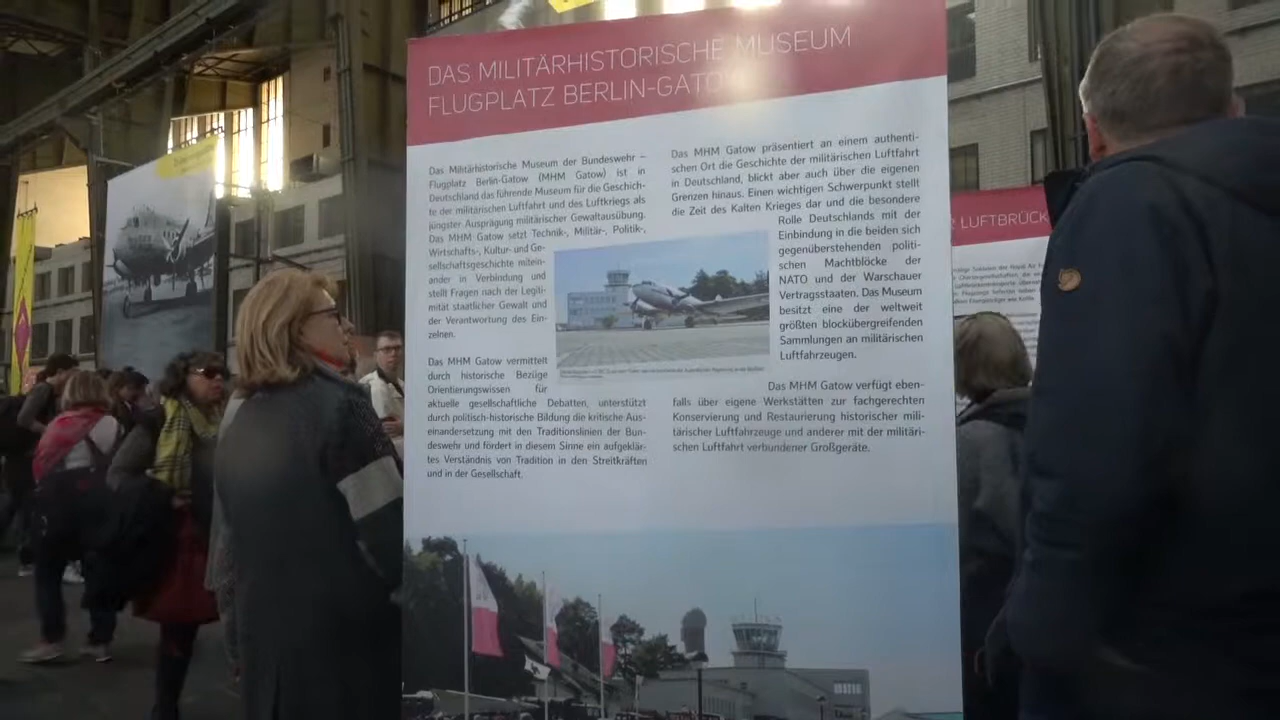 DAS MILITÄRHISTORISCHE MUSEUM
FLUGPLATZ BERLIN-GATOW
Das Militärhistorische Museum der Bundeswehr –
Flugplatz Berlin-Gatow (MHM Gatow) ist in
Deutschland das führende Museum für die Geschich-
te der militärischen Luftfahrt und des Luftkriegs als
jüngster Ausprägung militärischer Gewaltausübung.
Das MHM Gatow setzt Technik-, Militär-, Politik-,
Wirtschafts-, Kultur- und Ge-
sellschaftsgeschichte mitein-
ander in Verbindung und
stellt Fragen nach der Legiti-
mität staatlicher Gewalt und
der Verantwortung des Ein-
zelnen.
Das MHM Gatow vermittelt
durch historische Bezüge
Orientierungswissen für
aktuelle gesellschaftliche Debatten, unterstützt
durch politisch-historische Bildung die kritische Aus-
einandersetzung mit den Traditionslinien der Bun-
deswehr und fördert in diesem Sinne ein aufgeklär-
tes Verständnis von Tradition in den Streitkräften
und in der Gesellschaft.
Das MHM Gatow präsentiert an einem authenti-
schen Ort die Geschichte der militärischen Luftfahrt
in Deutschland, blickt aber auch über die eigenen
Grenzen hinaus. Einen wichtigen Schwerpunkt stellt
die Zeit des Kalten Krieges dar und die besondere
Rolle Deutschlands mit der
Einbindung in die beiden sich
gegenüberstehenden politi-
schen Machtblöcke der
NATO und der Warschauer
Vertragsstaaten. Das Museum
besitzt eine der weltweit
größten blockübergreifenden
Sammlungen an militärischen
Luftfahrzeugen.
Das MHM Gatow verfügt eben-
falls über eigene Werkstätten zur fachgerechten
Konservierung und Restaurierung historischer mili-
tärischer Luftfahrzeuge und anderer mit der militäri-
schen Luftfahrt verbundener Großgeräte.
LUFTBRÜCK